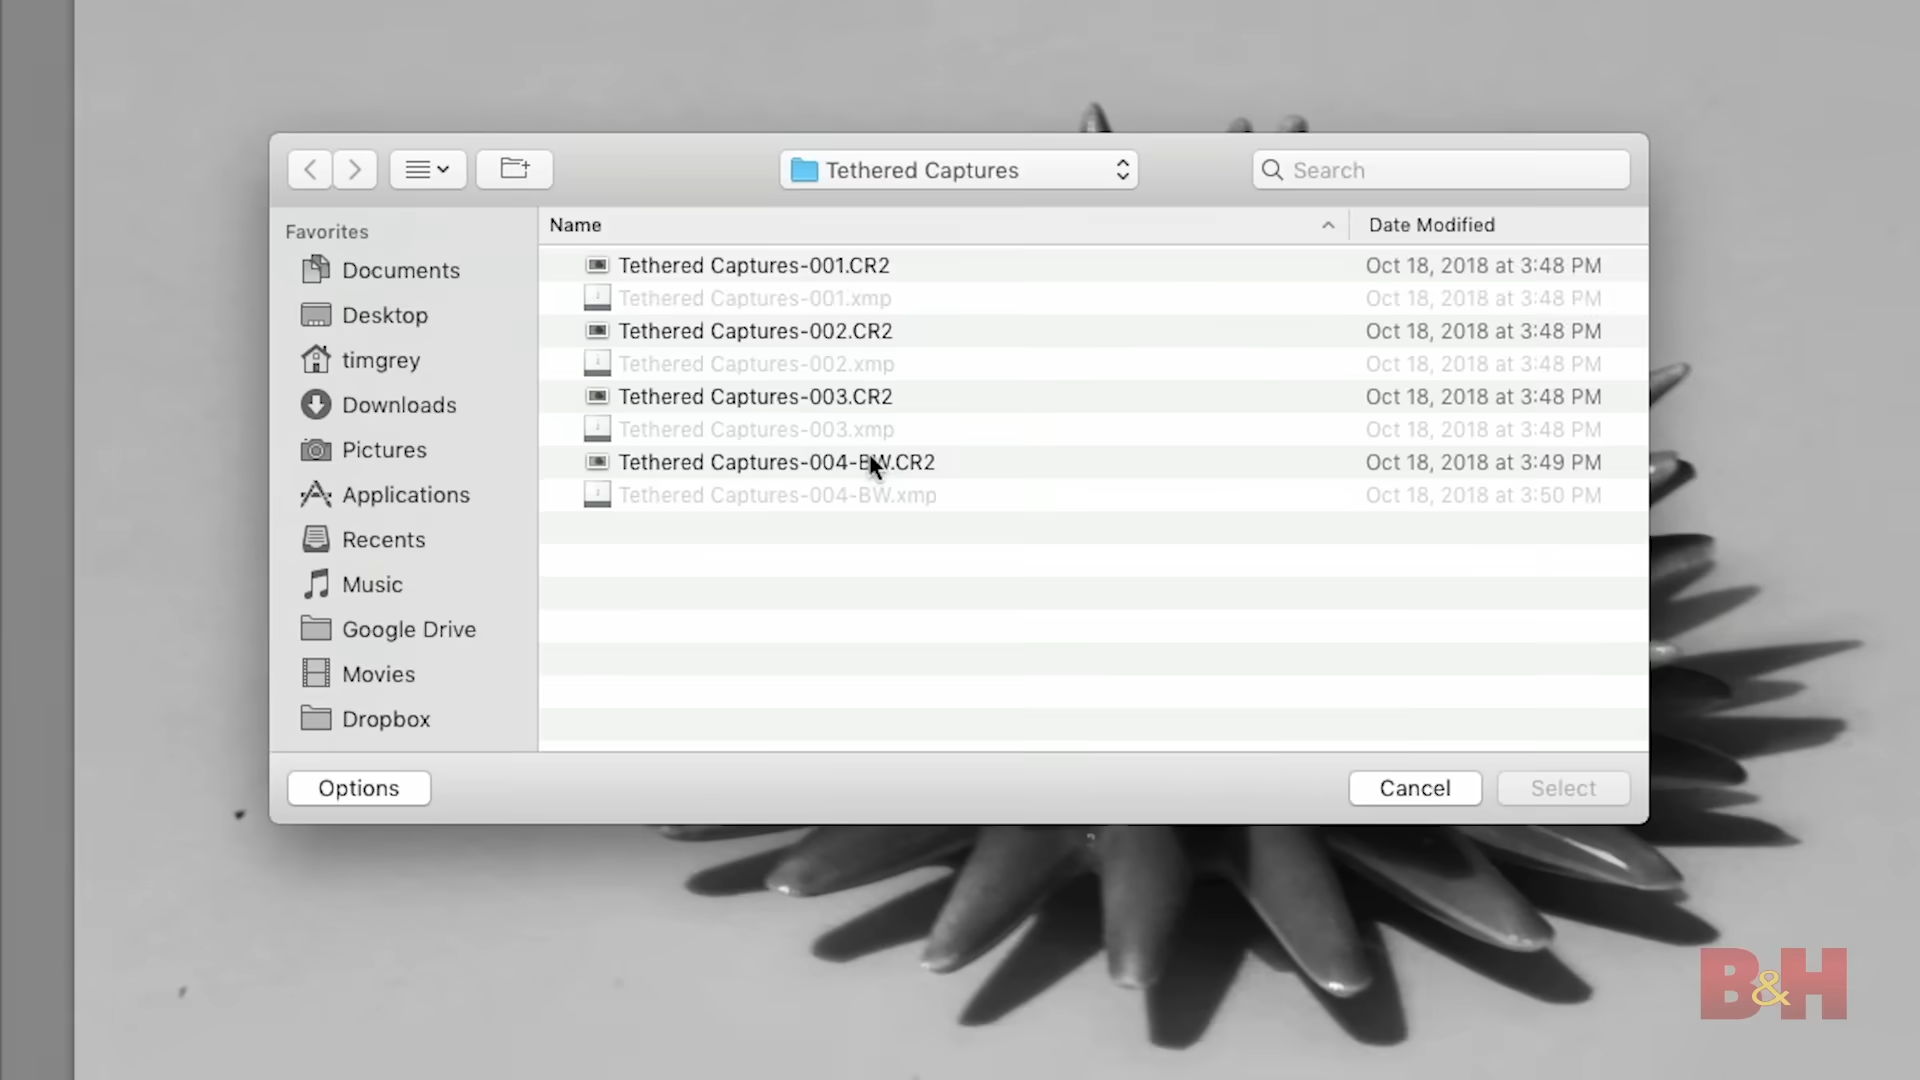 Tethered Captures
Search
Favorites
Documents
Desktop
timgrey
Downloads
Pictures
Applications
Recents
Music
Google Drive
Movies
Dropbox
Name
Date Modified
Tethered Captures-001.CR2 Oct 18, 2018 at 3:48 PM
Tethered Captures-001.xmp Oct 18, 2018 at 3:48 PM
Tethered Captures-002.CR2 Oct 18, 2018 at 3:48 PM
Tethered Captures-002.xmp Oct 18, 2018 at 3:48 PM
Tethered Captures-003.CR2 Oct 18, 2018 at 3:48 PM
Tethered Captures-003.xmp Oct 18, 2018 at 3:48 PM
Tethered Captures-004-BW.CR2 Oct 18, 2018 at 3:49 PM
Tethered Captures-004-BW.xmp Oct 18, 2018 at 3:50 PM
Options
Cancel
Select
B&H